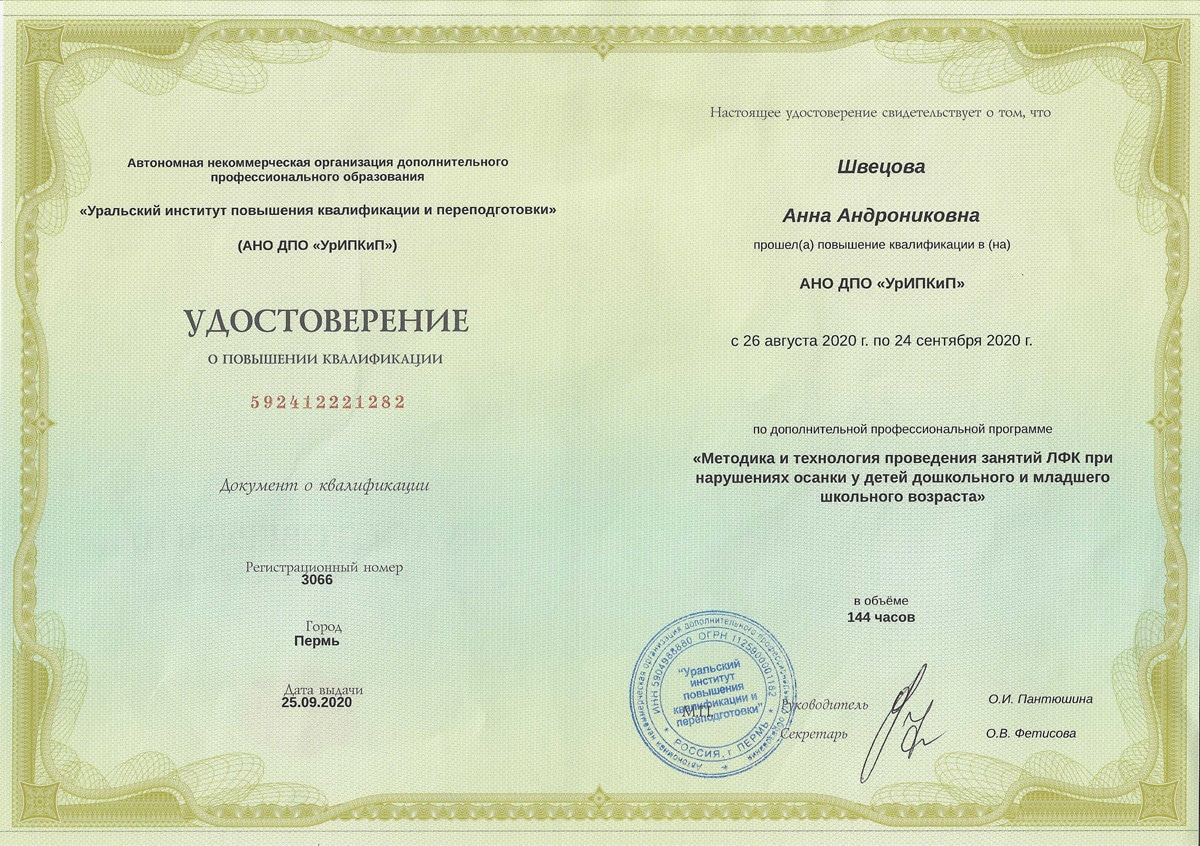 Автономная некоммерческая организация дополнительного
профессионального образования
«Уральский институт повышения квалификации и переподготовки»
(АНО ДПО «УрИПКиП»)
УДОСТОВЕРЕНИЕ
О ПОВЫШЕНИИ КВАЛИФИКАЦИИ
592412221282
Документ о квалификации
Регистрационный номер
3066
Город
Пермь
Дата выдачи
25.09.2020
Настоящее удостоверение свидетельствует о том, что
Швецова
Анна Андрониковна
прошел(а) повышение квалификации в (на)
АНО ДПО «УрИПКиП»
с 26 августа 2020 г. по 24 сентября 2020 г.
по дополнительной профессиональной программе
«Методика и технология проведения занятий ЛФК при
нарушениях осанки у детей дошкольного и младшего
школьного возраста»
в объёме
144 часов
Автономная некоммерческая организация дополнительного профессионального образования
ИНН 5904988880 ОГРН 1125900001182
"Уральский
институт
повышения
квалификации и
переподготовки"
РОССИЯ, г. ПЕРМЬ
М.П.
Руководитель
О.И. Пантюшина
Секретарь
О.В. Фетисова